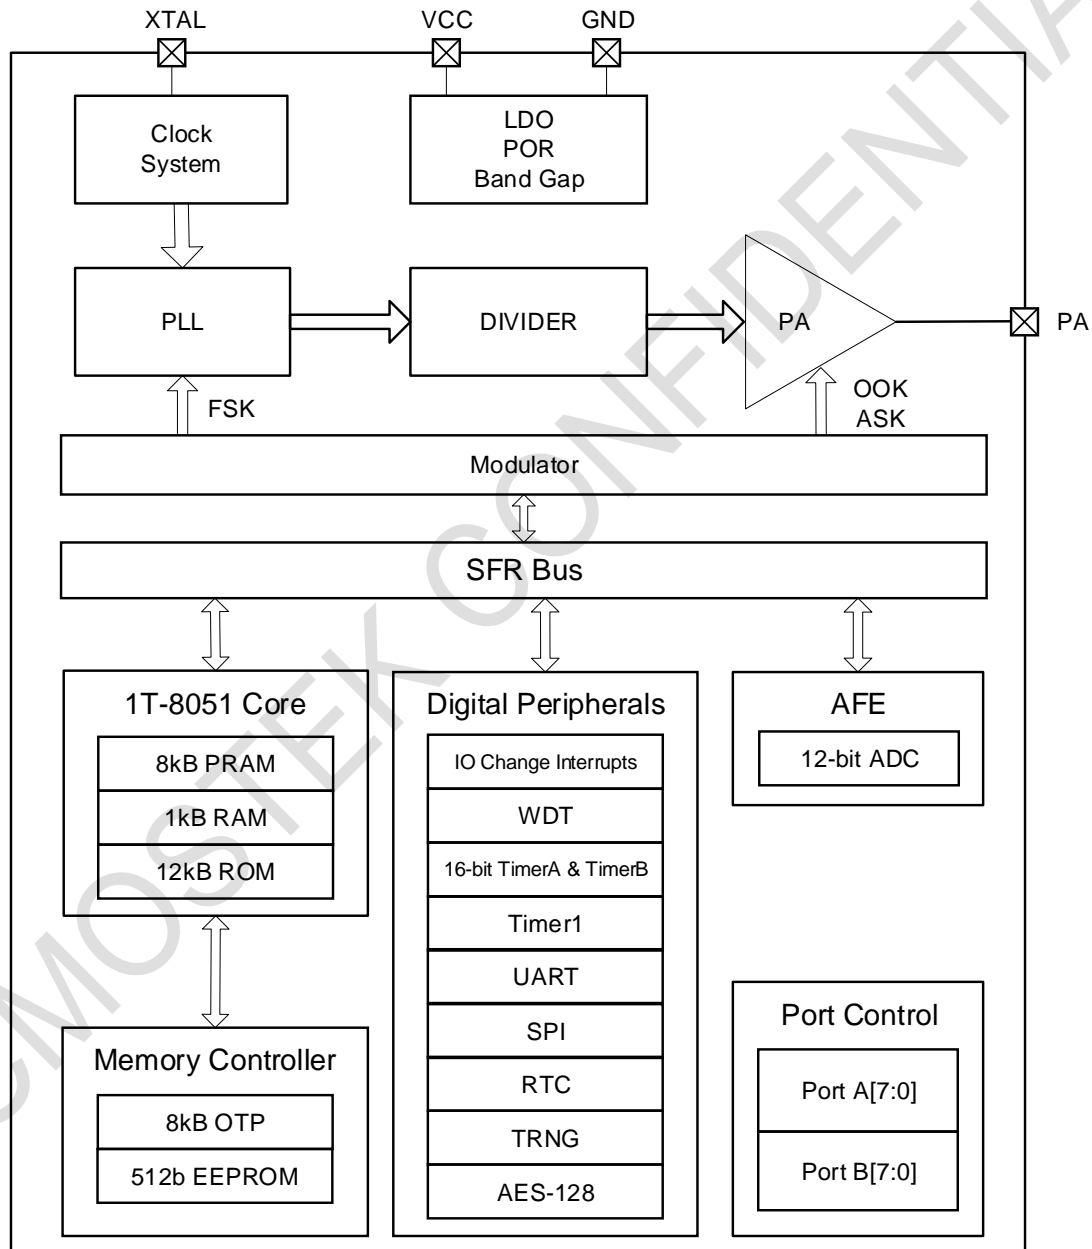 XTAL
VCC
GND
Clock
System
LDO
POR
Band Gap
PLL
DIVIDER
PA
PA
FSK
OOK
ASK
Modulator
SFR Bus
1T-8051 Core
8kB PRAM
1kB RAM
12kB ROM
Digital Peripherals
IO Change Interrupts
WDT
16-bit TimerA & TimerB
Timer1
UART
SPI
RTC
TRNG
AES-128
AFE
12-bit ADC
Memory Controller
8kB OTP
512b EEPROM
Port Control
Port A[7:0]
Port B[7:0]
CMOSTEK CONFIDENTIA